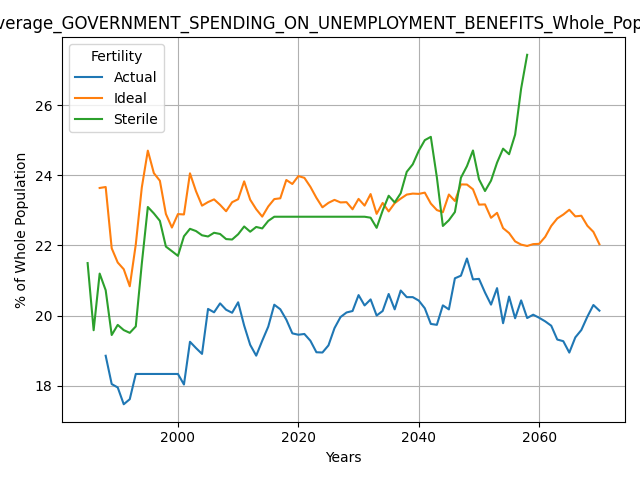 verage_GOVERNMENT_SPENDING_ON_UNEMPLOYMENT_BENEFITS_Whole_Pop
Fertility
Actual
Ideal
Sterile
% of Whole Population
26
24
22
20
18
2000
2020
2040
2060
Years